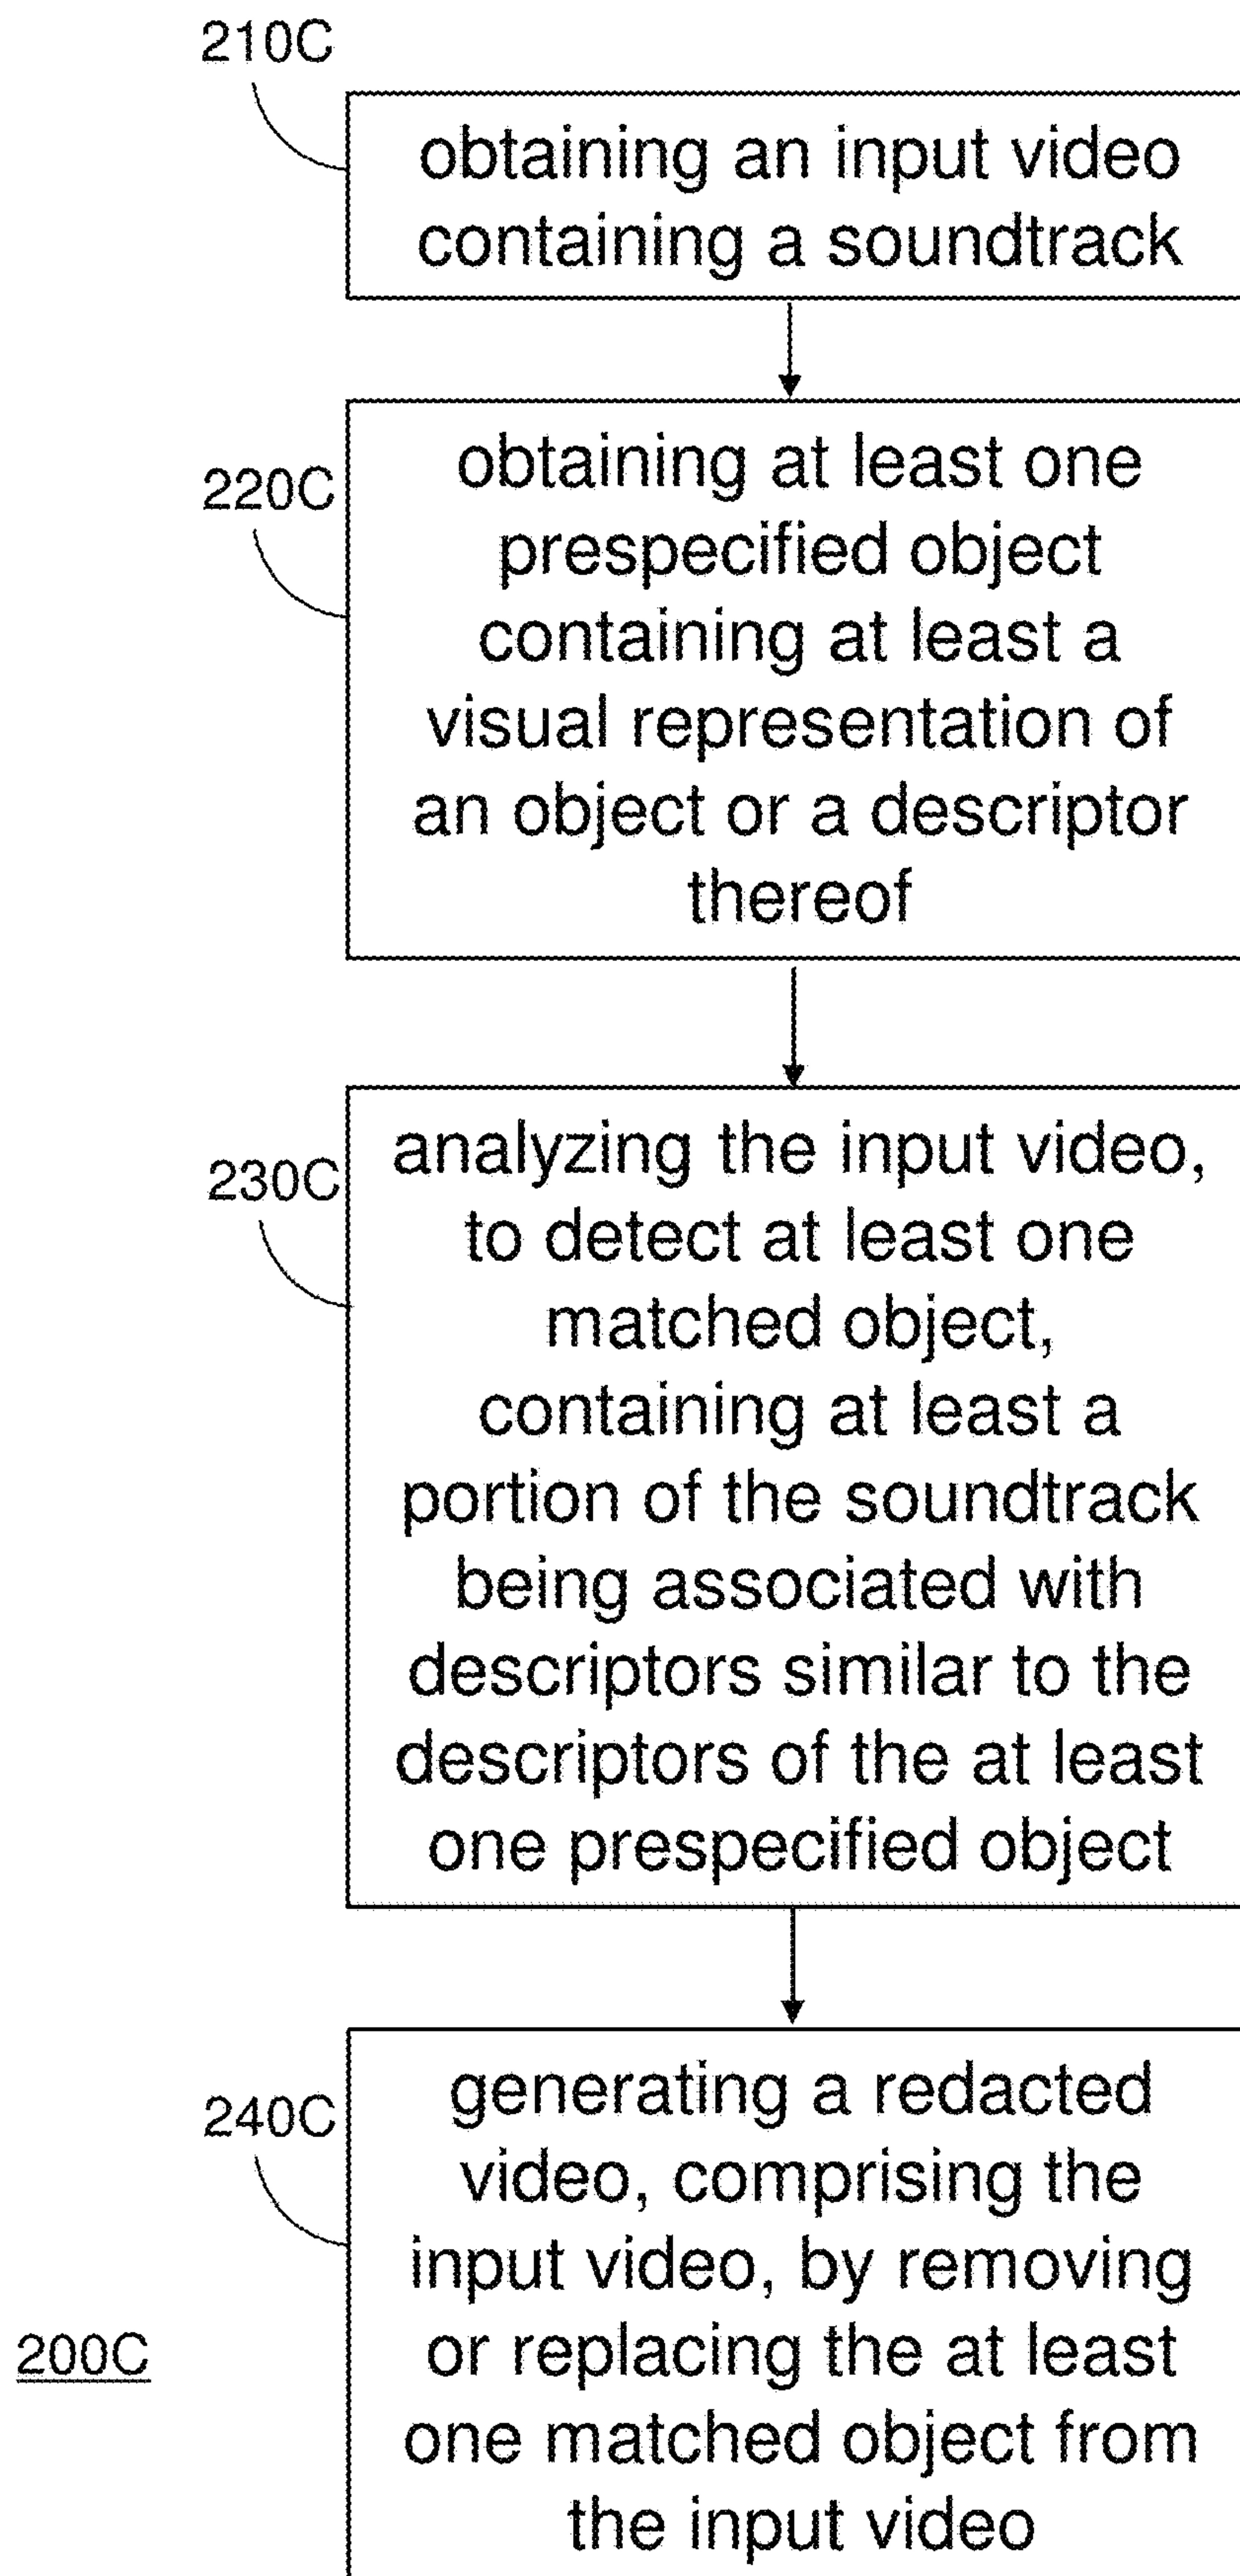 210C
obtaining an input video
containing a soundtrack
220C
obtaining at least one
prespecified object
containing at least a
visual representation of
an object or a descriptor
thereof
230C
analyzing the input video,
to detect at least one
matched object,
containing at least a
portion of the soundtrack
being associated with
descriptors similar to the
descriptors of the at least
one prespecified object
240C
generating a redacted
video, comprising the
input video, by removing
or replacing the at least
one matched object from
the input video
200C